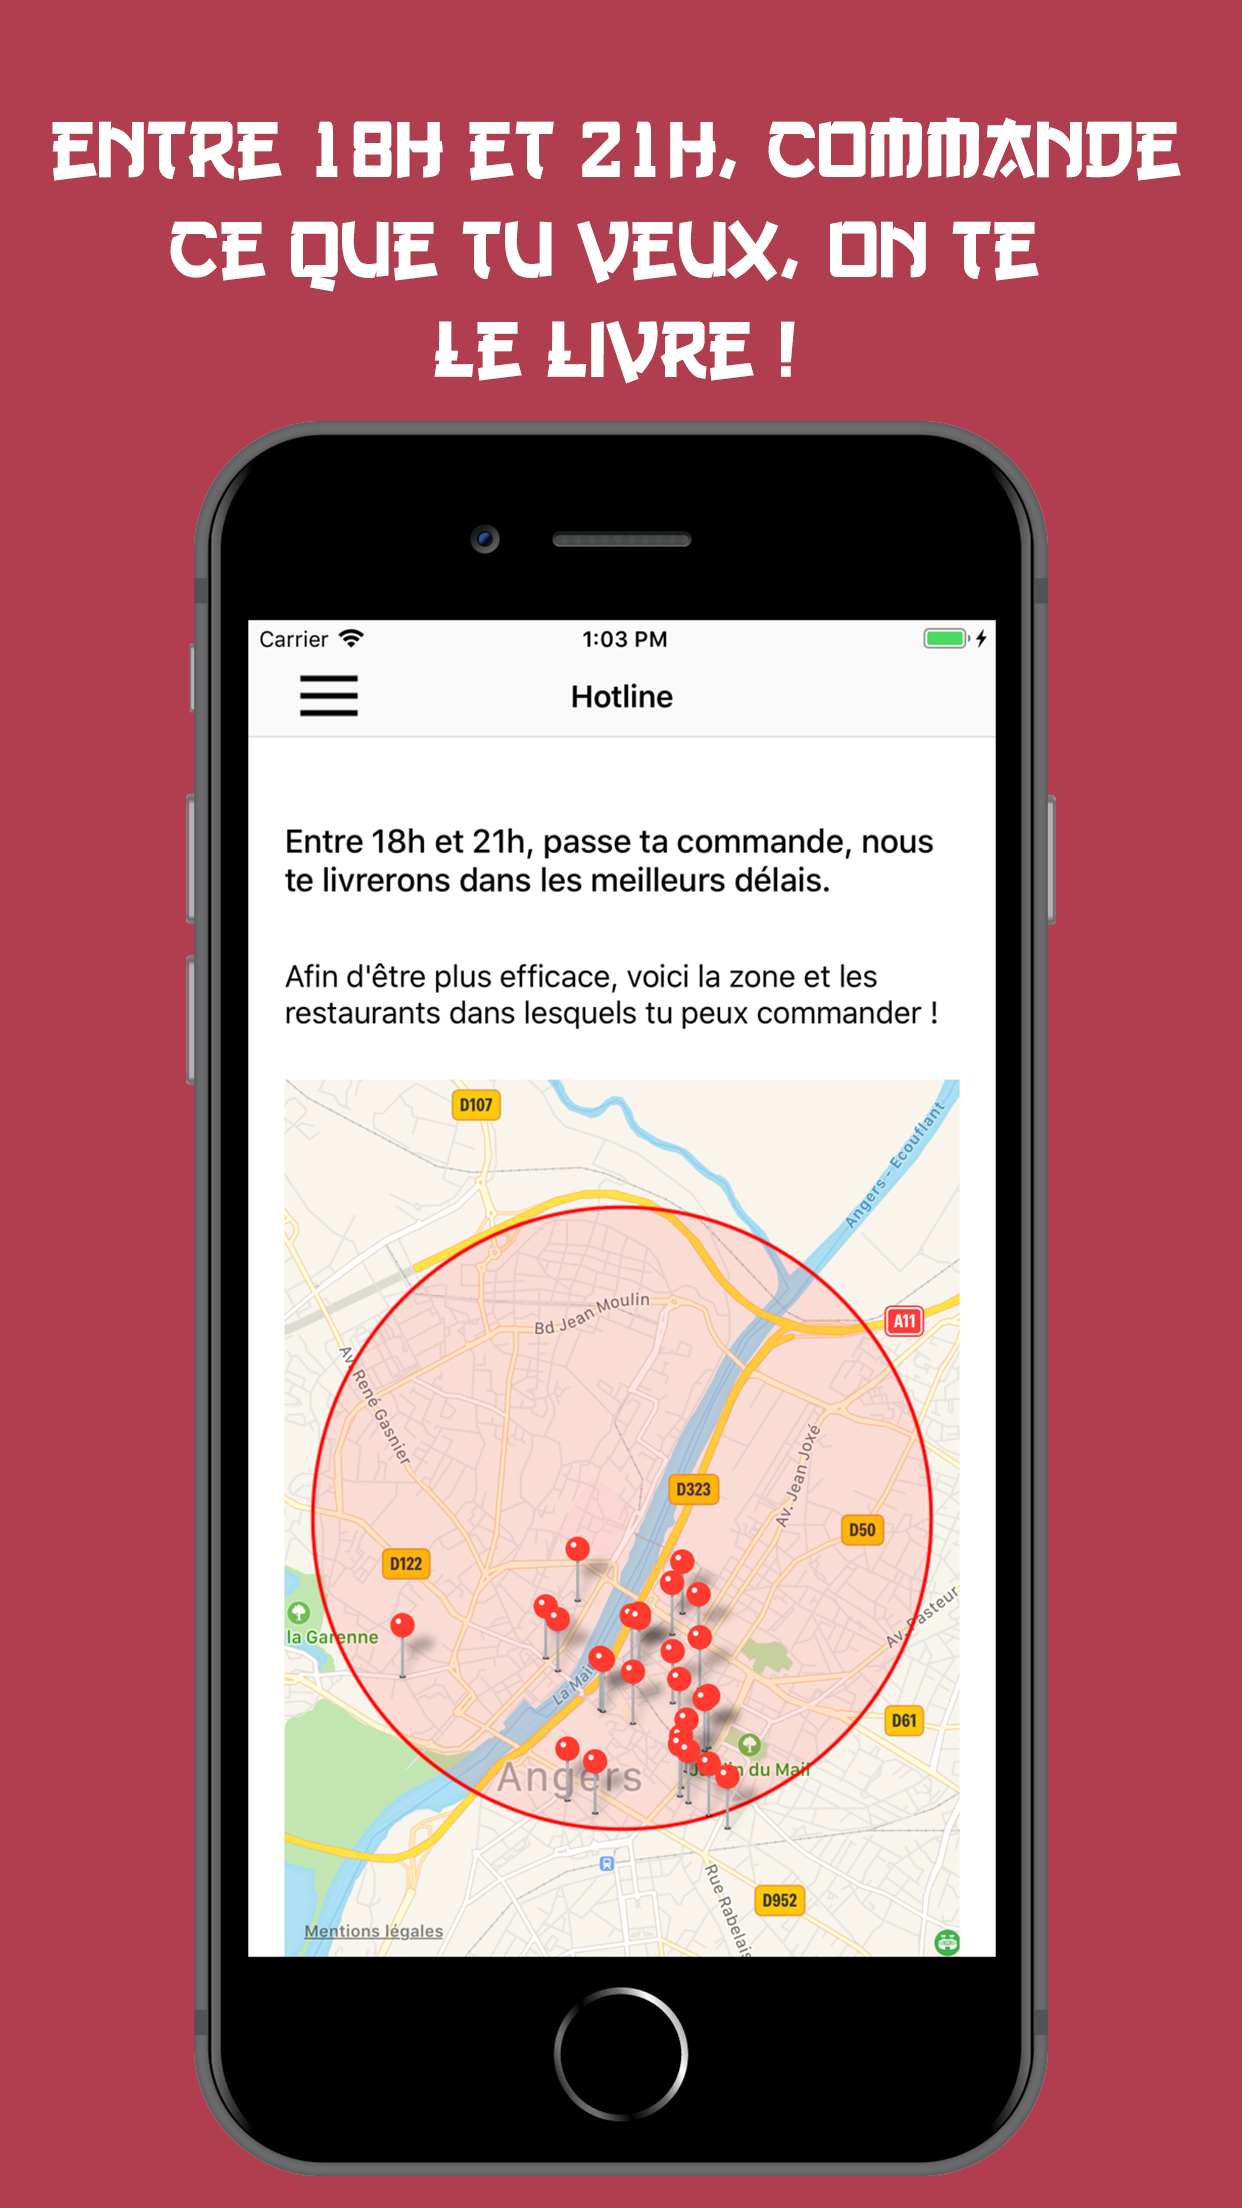 ENTRE 18H ET 21H, COMMANDE
CE QUE TU VEUX, ON TE
LE LIVRE !
Carrier
1:03 PM
Hotline
Entre 18h et 21h, passe ta commande, nous
te livrerons dans les meilleurs délais.
Afin d'être plus efficace, voici la zone et les
restaurants dans lesquels tu peux commander !
D107
Angers - Ecouflant
Bd Jean Moulin
A11
Av. René Gasnier
Av. Jean Joxé
D323
D50
D122
la Garenne
Av. Pasteur
La
D61
Angers
du Mail
Rue Rabelais
D952
Mentions légales